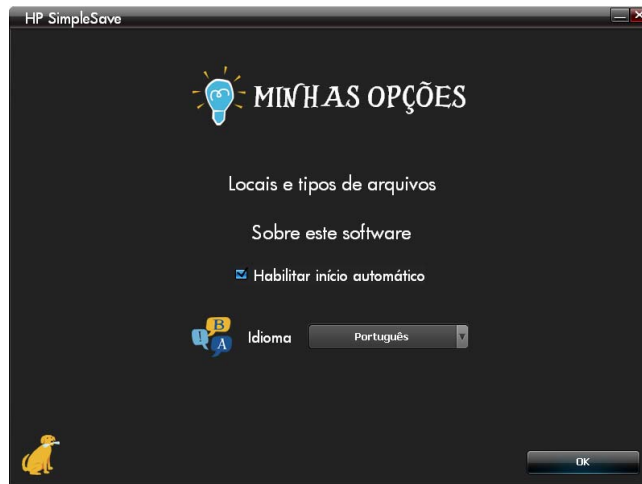 HP SimpleSave
MINHAS OPÇÕES
Locais e tipos de arquivos
Sobre este software
Habilitar início automático
B
I
A
Idioma
Português
OK